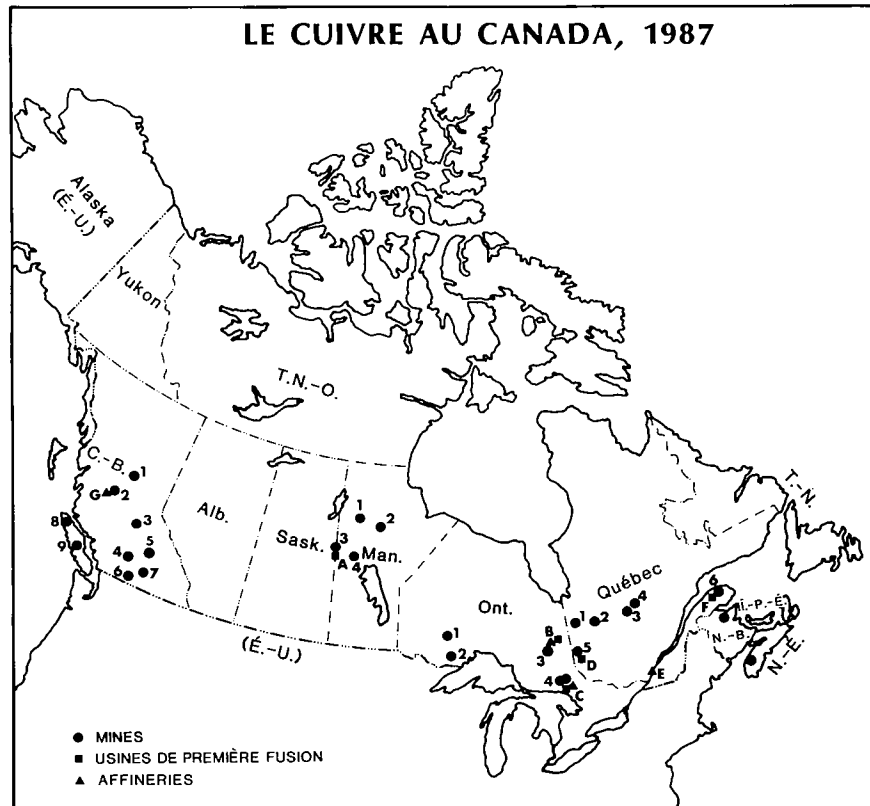 LE CUIVRE AU CANADA, 1987
Alaska
(É.-U.)
Yukon
T.N.-O.
C.-B.
1
G 2
8
3
9
4
5
6
7
Alb.
Sask.
Man.
1
2
3
A
4
(É.-U.)
Ont.
1
2
B
3
4
C
Québec
1
2
4
3
5
D
E
6
F
T.-N.
Î.-P.-É.
N.-B.
N.-É.
MINES
USINES DE PREMIÈRE FUSION
AFFINERIES